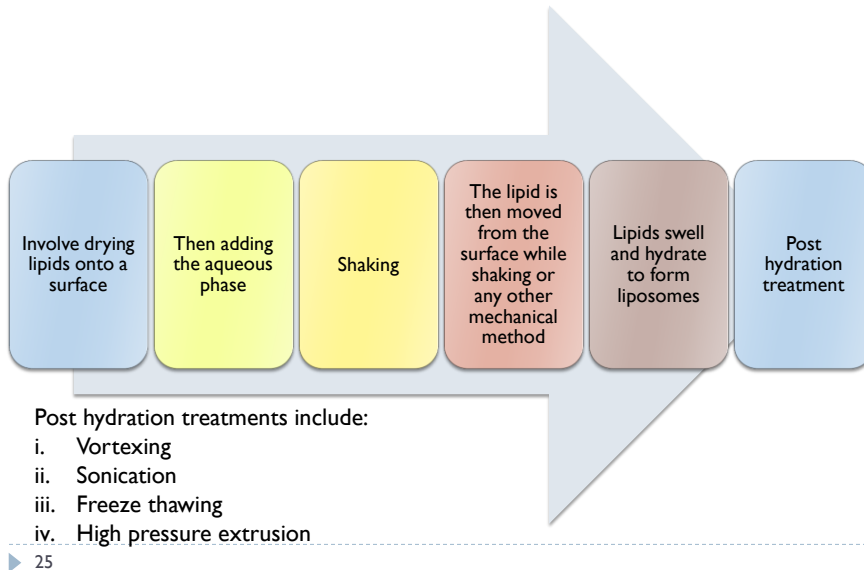 Involve drying
lipids onto a
surface
Then adding
the aqueous
phase
Shaking
The lipid is
then moved
from the
surface while
shaking or
any other
mechanical
method
Lipids swell
and hydrate
to form
liposomes
Post
hydration
treatment
Post hydration treatments include:
i. Vortexing
ii. Sonication
iii. Freeze thawing
iv. High pressure extrusion
25